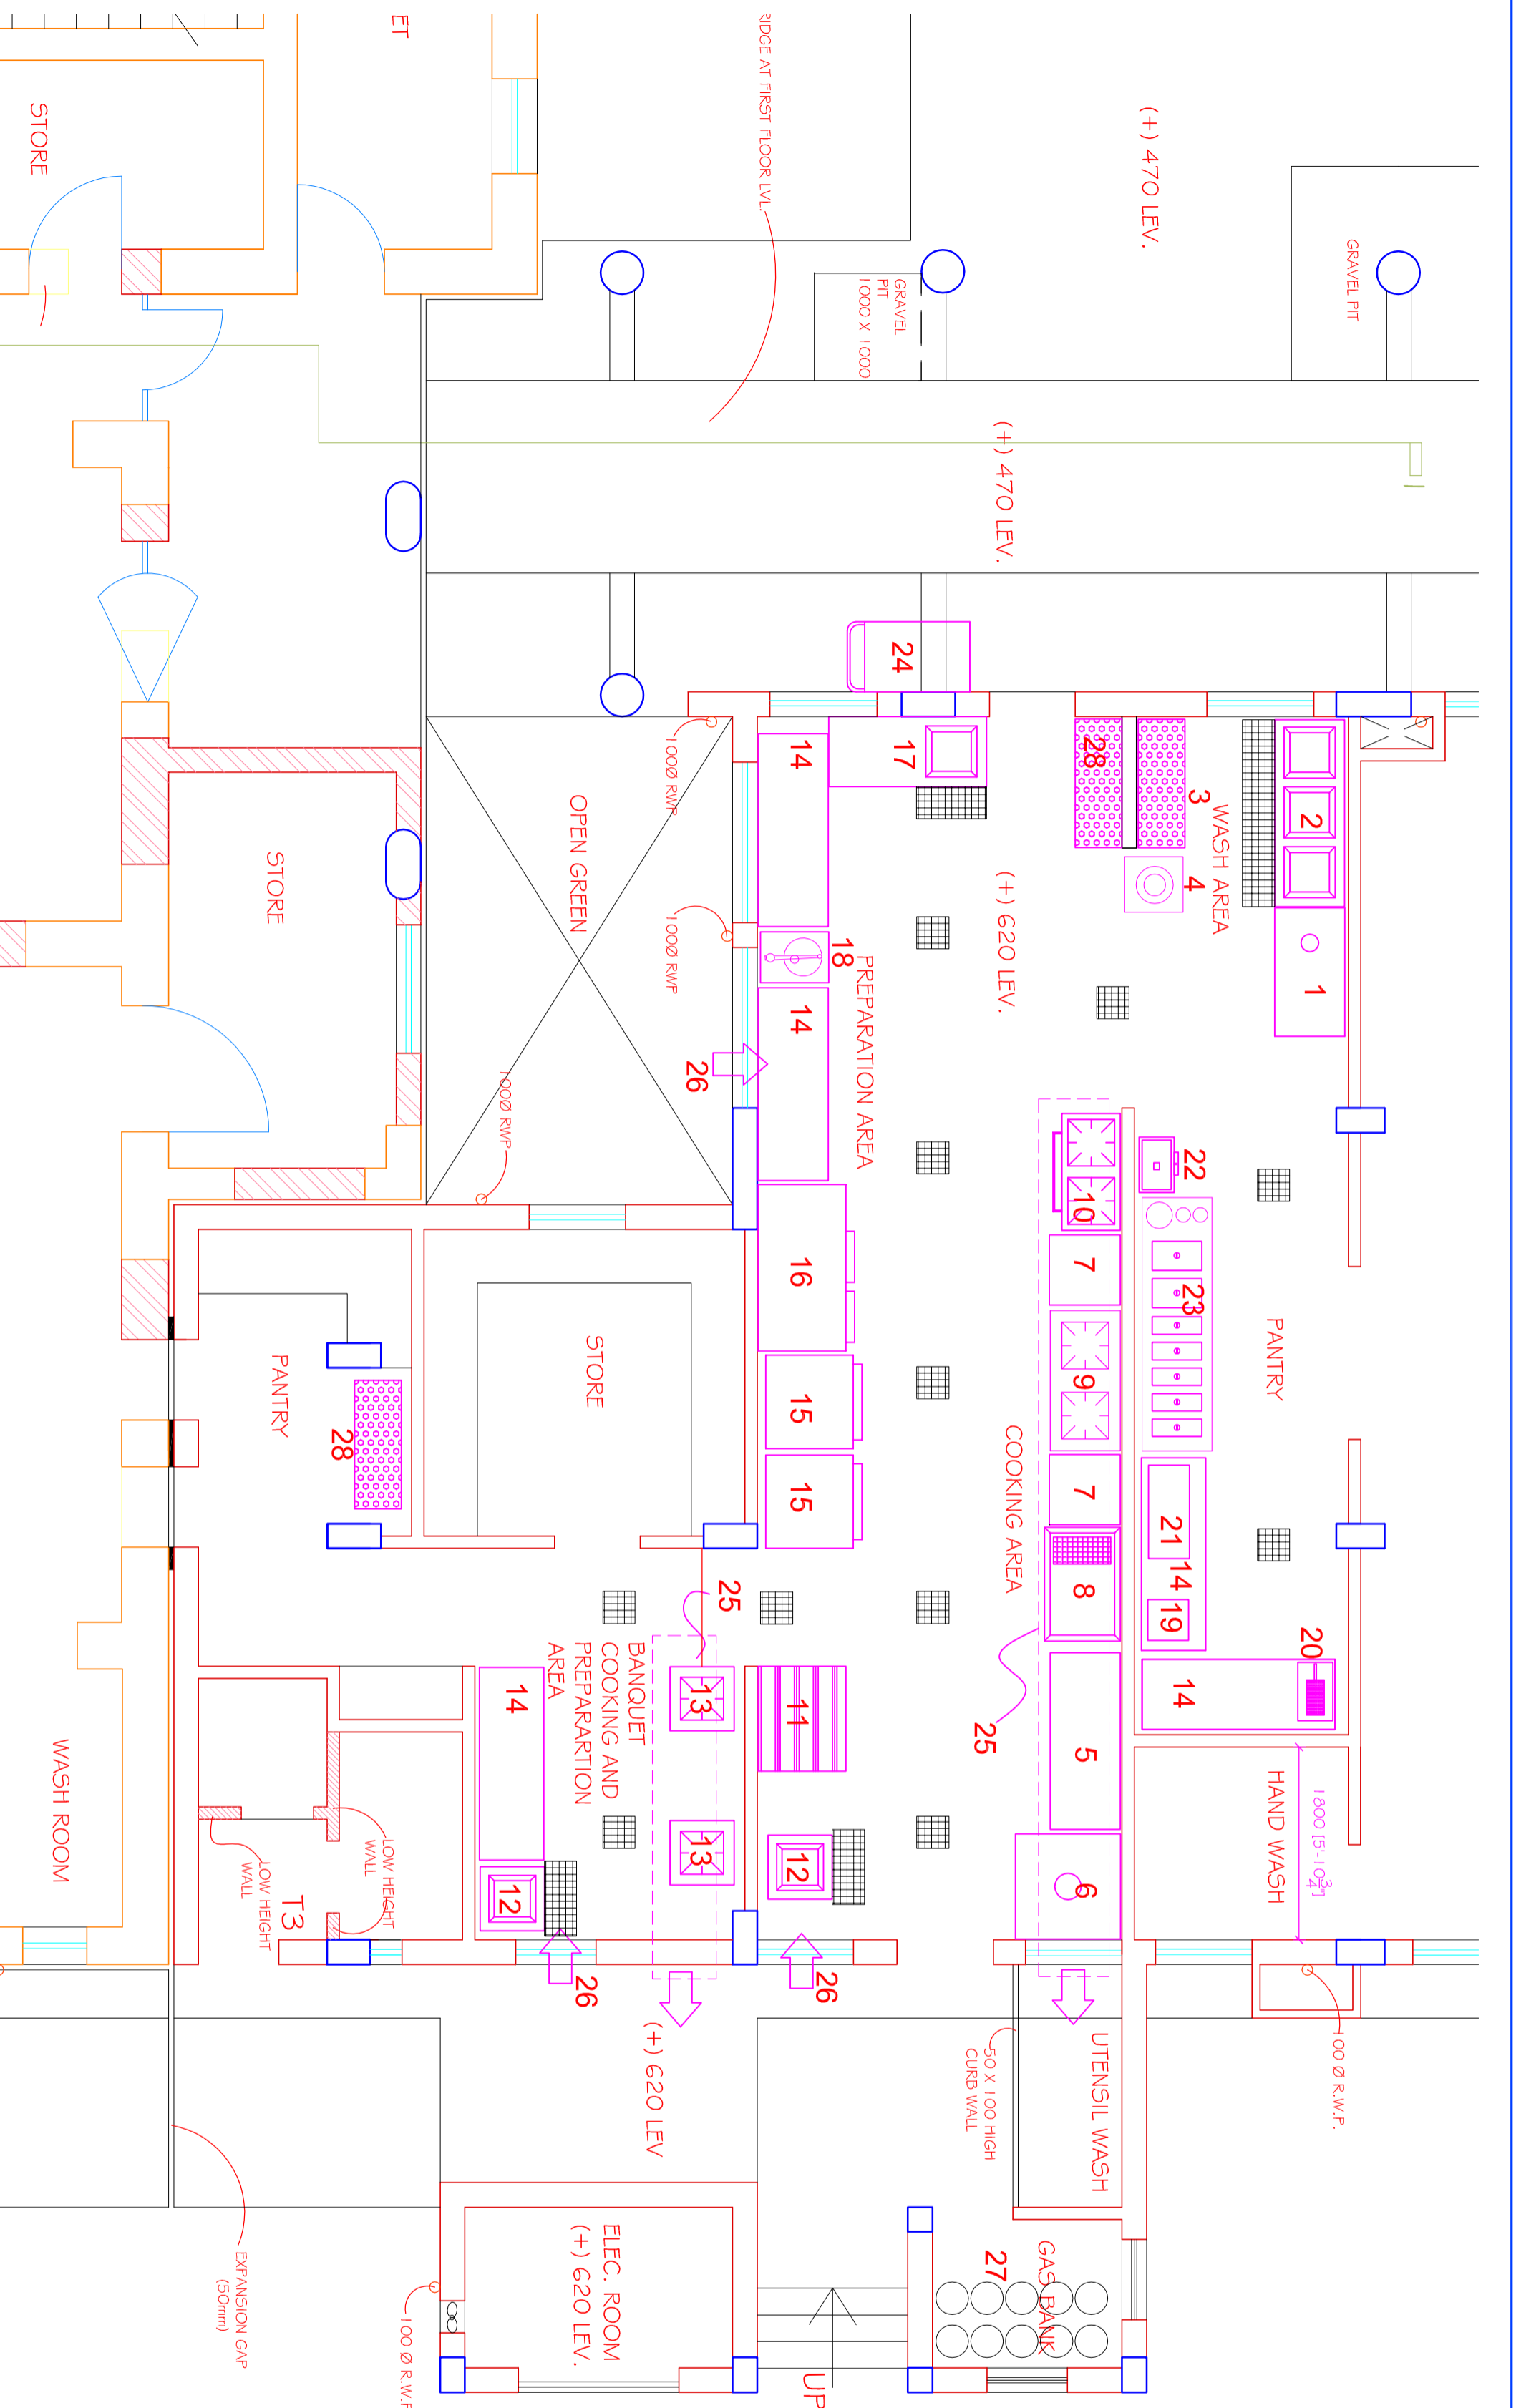 GRAVEL PIT
100 Ø R.W.P.
1800 [5'-10 3/4"]
2
1
20
PANTRY
HAND WASH
WASH AREA
3
4
22
23
21
14
19
14
(+) 470 LEV.
UTENSIL WASH
28
10
7
9
7
8
5
6
GAS BANK
27
COOKING AREA
(+) 470 LEV.
(+) 620 LEV.
25
50 X 100 HIGH
CURB WALL
24
17
GRAVEL
PIT
1000 X 1000
PREPARATION AREA
18
UP
14
14
16
15
15
11
12
26
RIDGE AT FIRST FLOOR LVL.
25
13
13
26
100Ø RWP
100Ø RWP
(+) 620 LEV
BANQUET
COOKING AND
PREPARARTION
AREA
ELEC. ROOM
(+) 620 LEV.
STORE
OPEN GREEN
26
14
12
100Ø RWP
ET
100 Ø R.W.P
28
LOW HEIGHT
WALL
PANTRY
STORE
T3
LOW HEIGHT
WALL
EXPANSION GAP
(50mm)
WASH ROOM
STORE